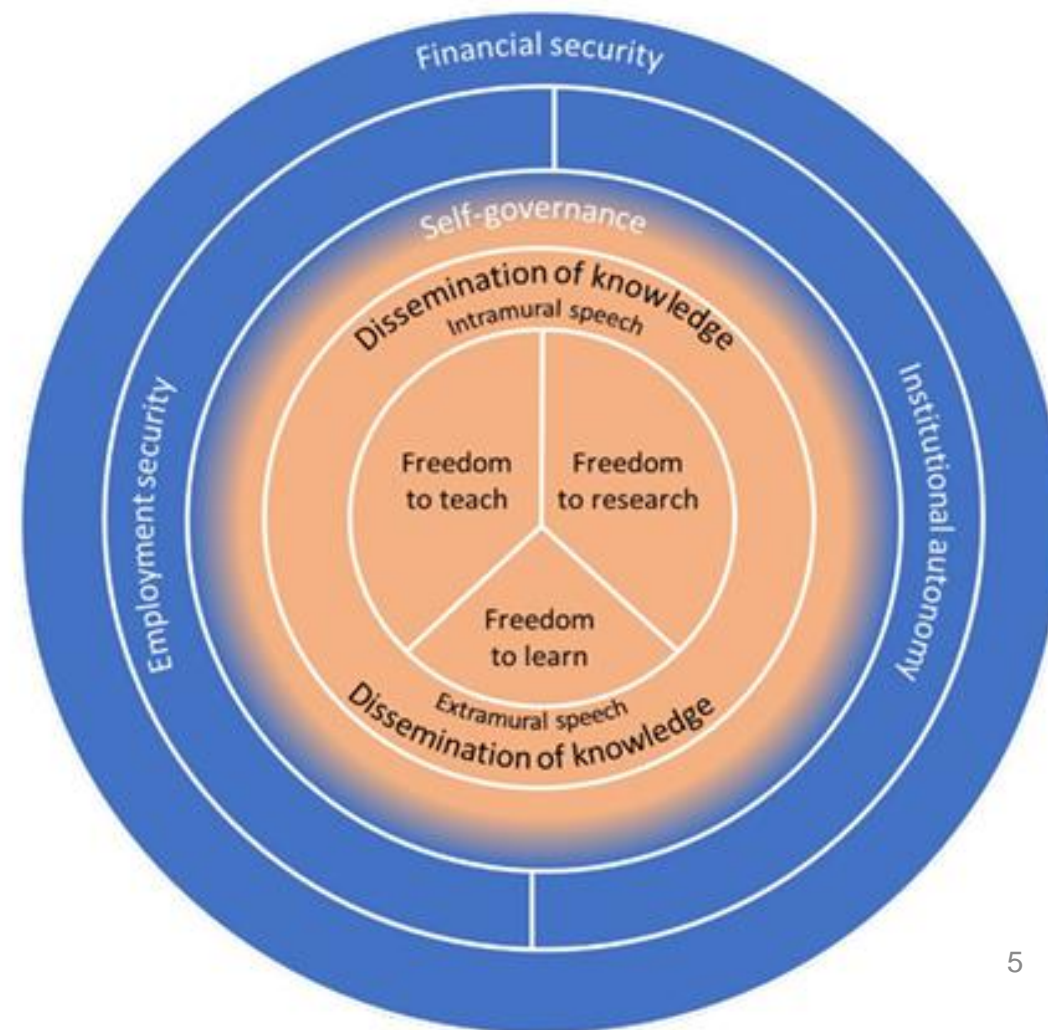 Financial security
Self-governance
Dissemination of knowledge
Intramural speech
Freedom
to teach
Freedom
to research
Freedom
to learn
Extramural speech
Dissemination of knowledge
Employment security
Institutional autonomy
5